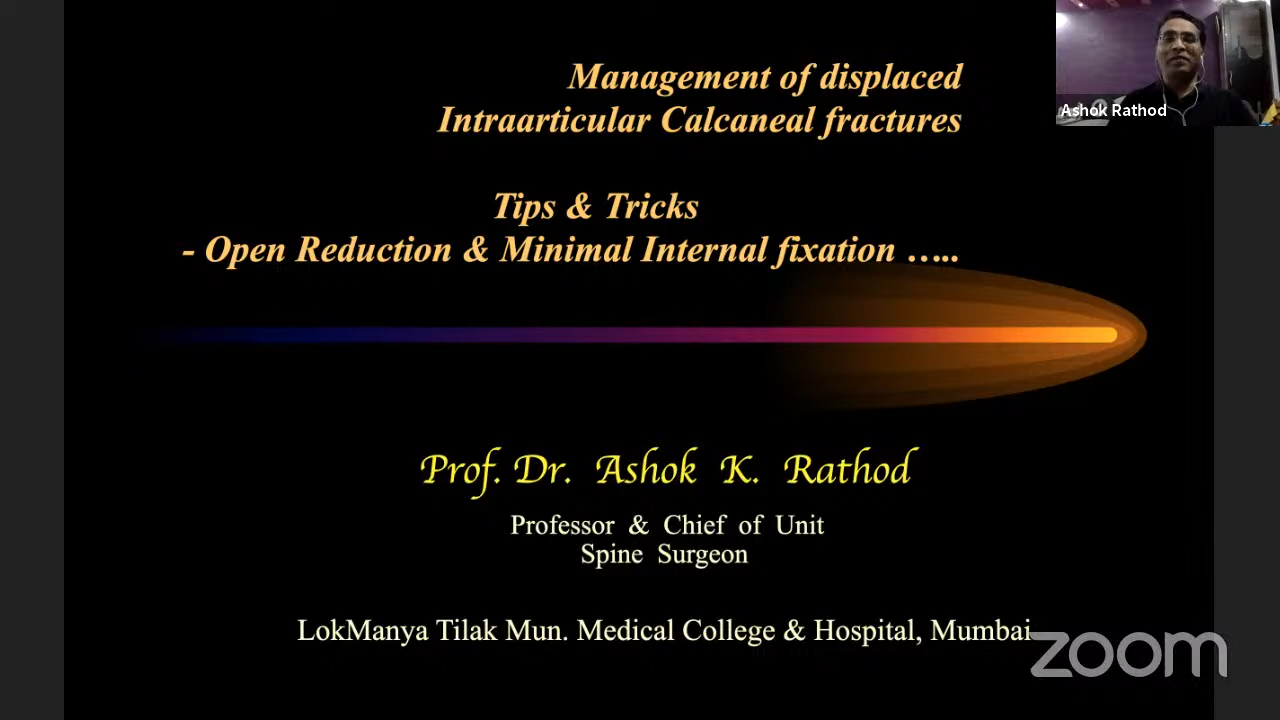 Management of displaced
Intraarticular Calcaneal fractures
Tips & Tricks
- Open Reduction & Minimal Internal fixation …..
Prof. Dr. Ashok K. Rathod
Professor & Chief of Unit
Spine Surgeon
LokManya Tilak Mun. Medical College & Hospital, Mumbai
Ashok Rathod
zoom